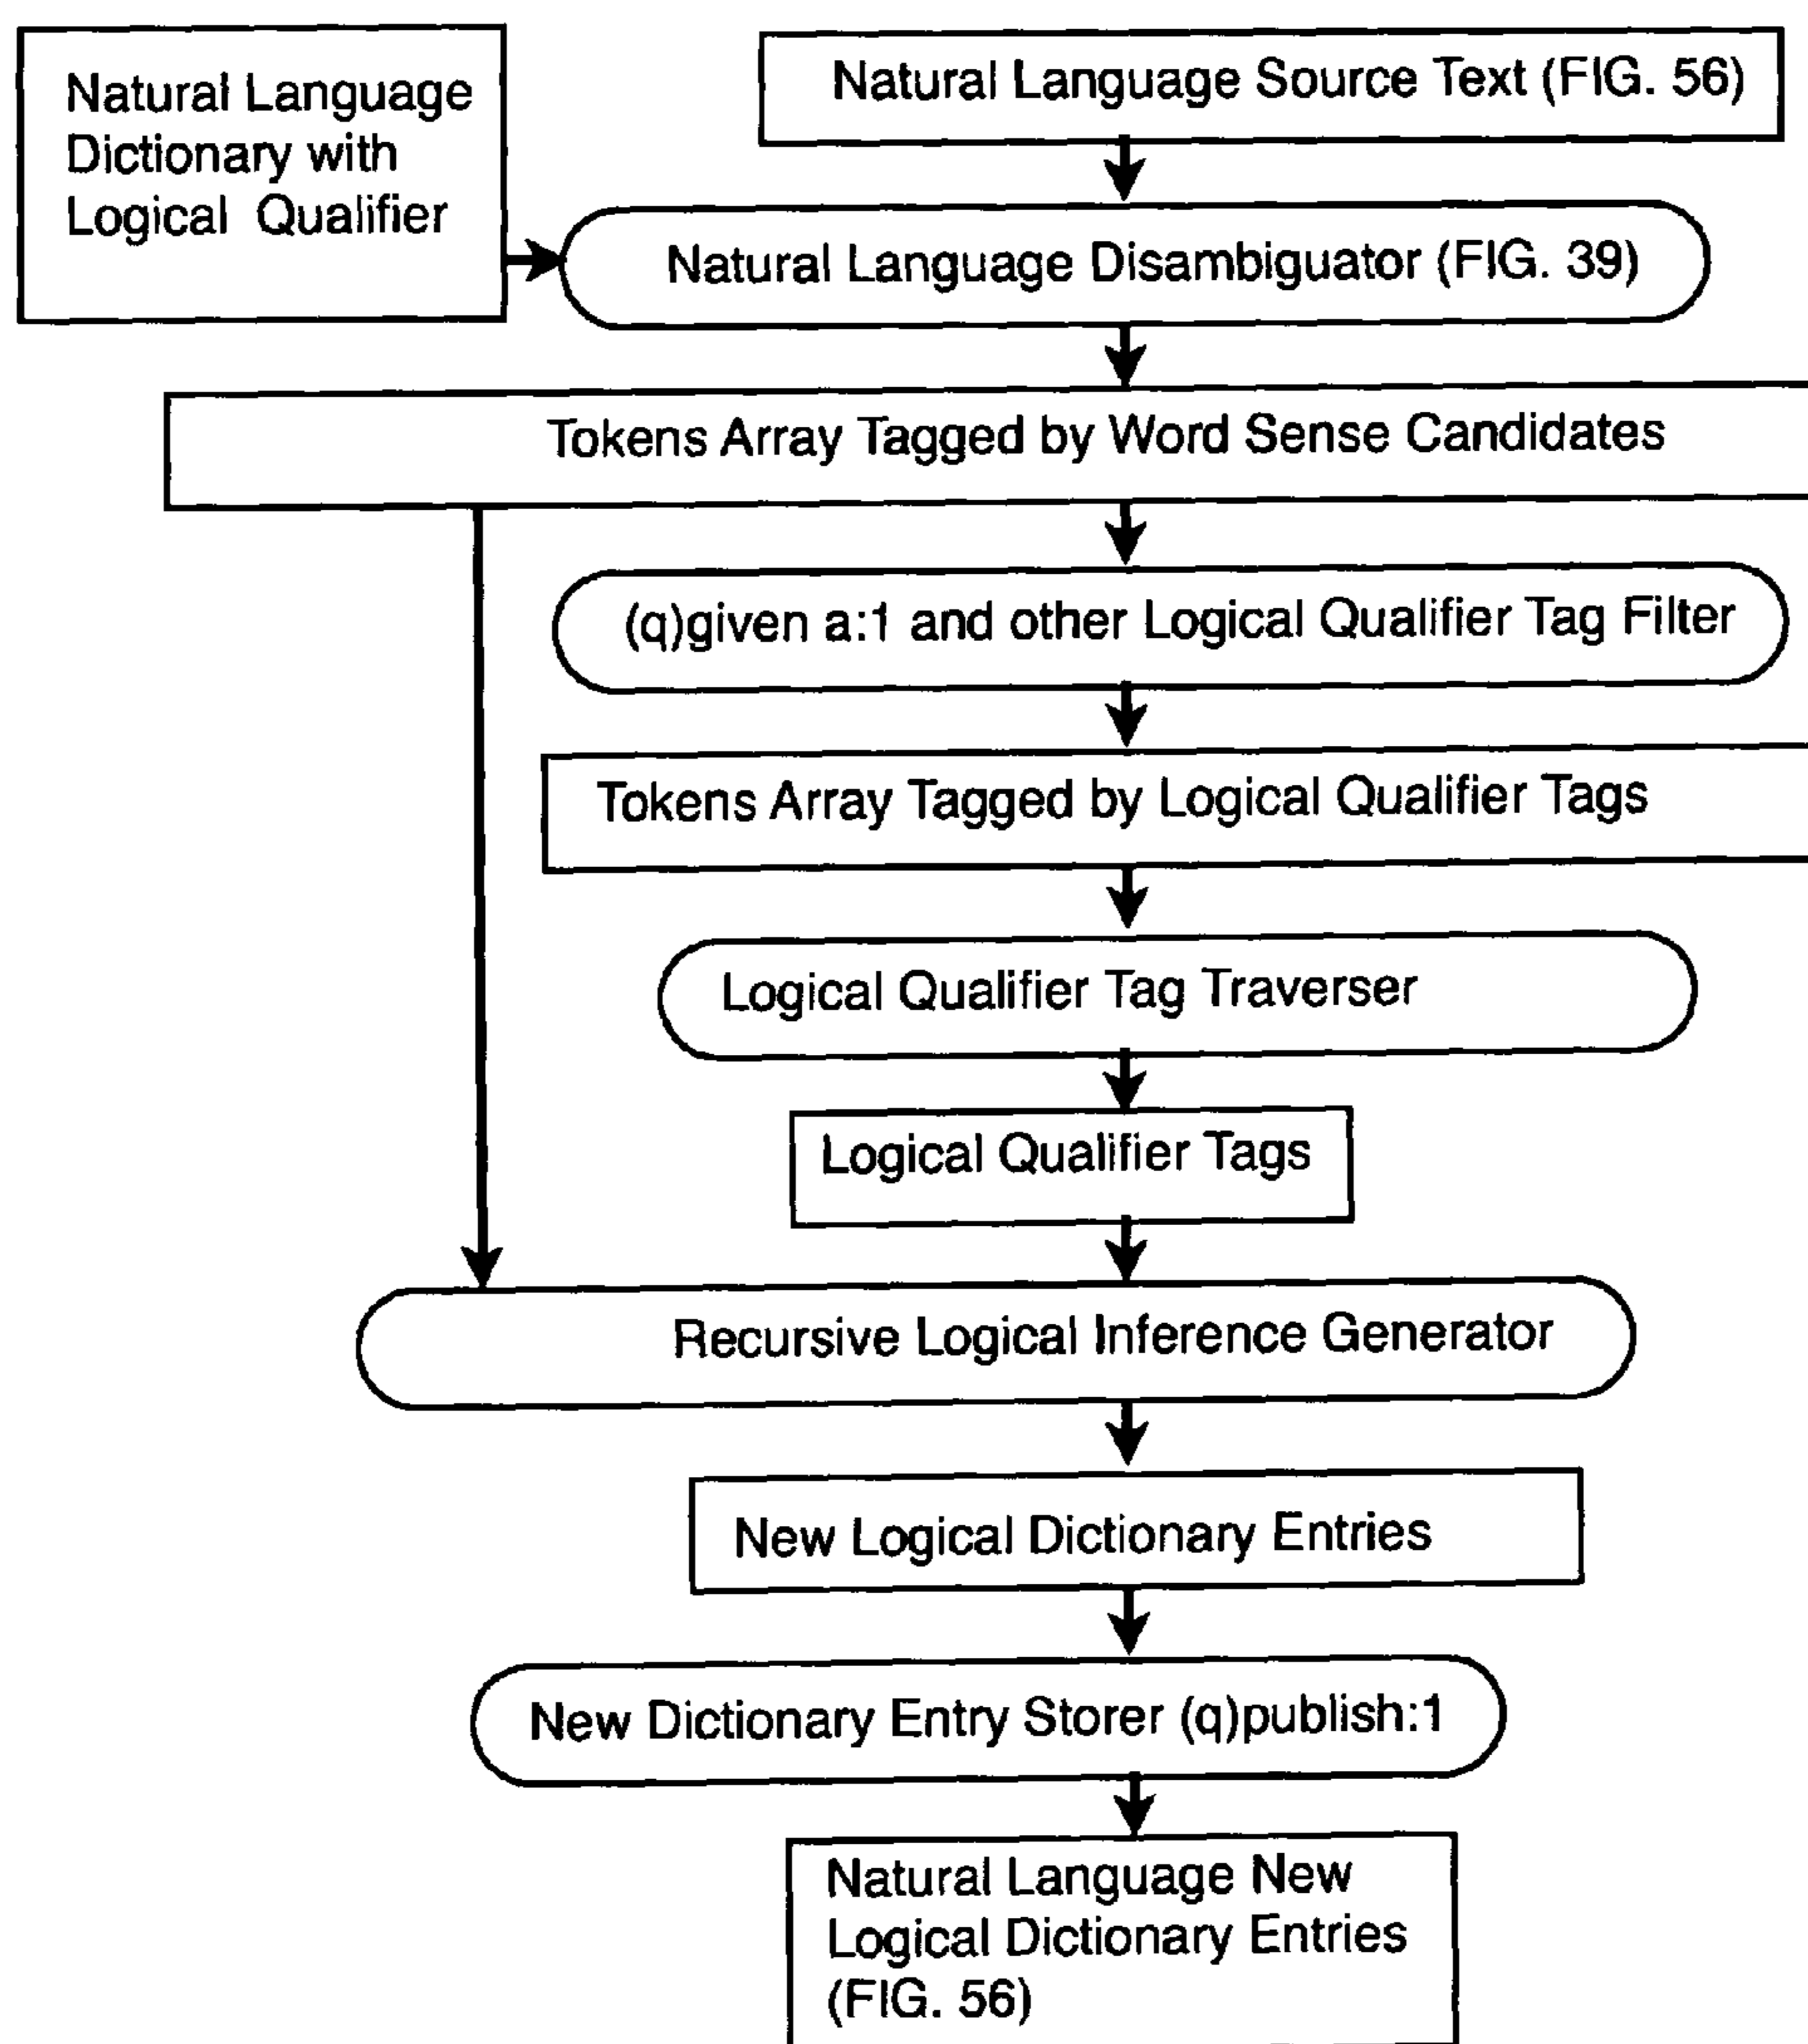 Natural Language
Dictionary with
Logical Qualifier
Natural Language Source Text (FIG. 56)
Natural Language Disambiguator (FIG. 39)
Tokens Array Tagged by Word Sense Candidates
(q)given a:1 and other Logical Qualifier Tag Filter
Tokens Array Tagged by Logical Qualifier Tags
Logical Qualifier Tag Traverser
Logical Qualifier Tags
Recursive Logical Inference Generator
New Logical Dictionary Entries
New Dictionary Entry Storer (q)publish:1
Natural Language New
Logical Dictionary Entries
(FIG. 56)